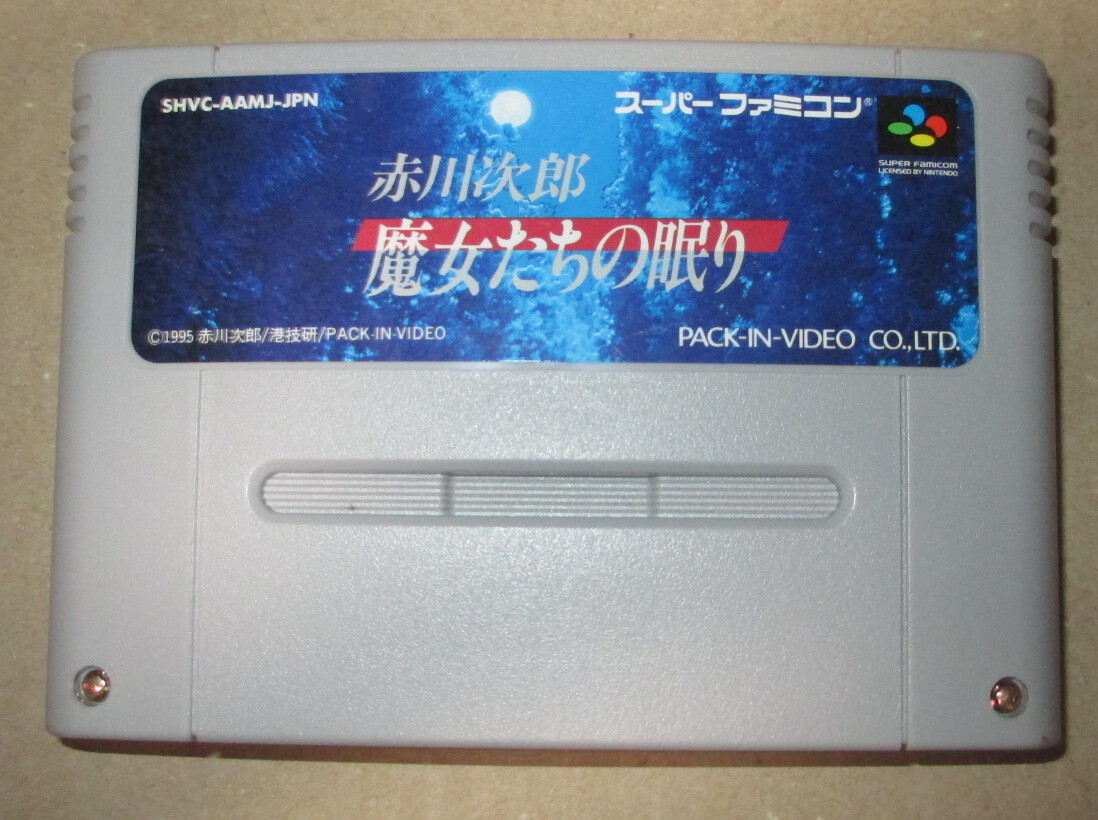 SHVC-AAMJ-JPN
スーパーファミコン®
SUPER FAMICOM
LICENSED BY NINTENDO
赤川次郎
魔女たちの眠り
©1995 赤川次郎/港技研/PACK-IN-VIDEO
PACK-IN-VIDEO CO.,LTD.